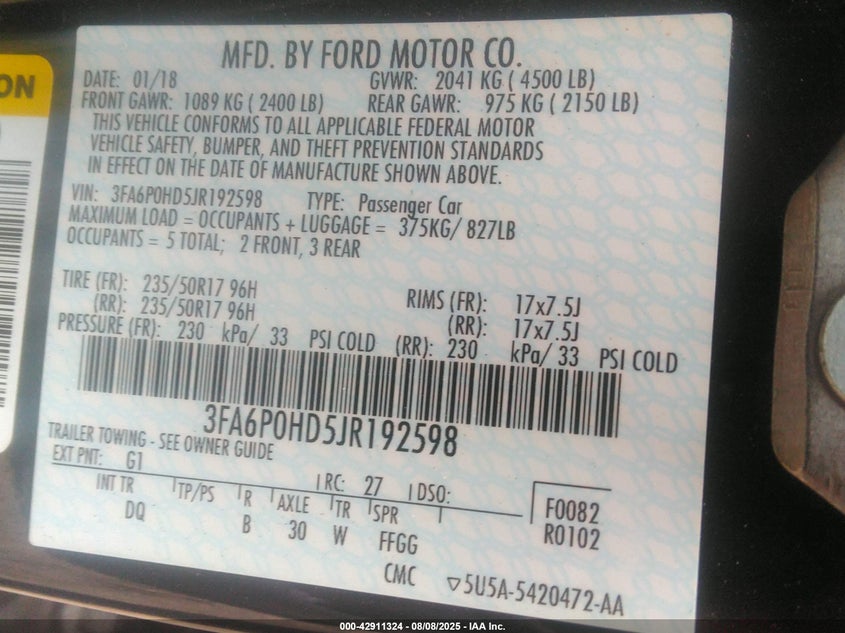 ON
MFD. BY FORD MOTOR CO.
DATE: 01/18 GVWR: 2041 KG ( 4500 LB)
FRONT GAWR: 1089 KG ( 2400 LB) REAR GAWR: 975 KG ( 2150 LB)
THIS VEHICLE CONFORMS TO ALL APPLICABLE FEDERAL MOTOR
VEHICLE SAFETY, BUMPER, AND THEFT PREVENTION STANDARDS
IN EFFECT ON THE DATE OF MANUFACTURE SHOWN ABOVE.
VIN: 3FA6P0HD5JR192598 TYPE: Passenger Car
MAXIMUM LOAD = OCCUPANTS + LUGGAGE = 375KG/ 827LB
OCCUPANTS = 5 TOTAL; 2 FRONT, 3 REAR
TIRE (FR): 235/50R17 96H RIMS (FR): 17x7.5J
(RR): 235/50R17 96H (RR): 17x7.5J
PRESSURE (FR): 230 kPa/ 33 PSI COLD (RR): 230 kPa/ 33 PSI COLD
3FA6P0HD5JR192598
TRAILER TOWING - SEE OWNER GUIDE
EXT PNT: G1 RC: 27 DSO:
INT TR TP/PS R AXLE TR SPR F0082
DQ B 30 W FFGG R0102
CMC ▽5U5A-5420472-AA
000-42911324 - 08/08/2025 - IAA Inc.